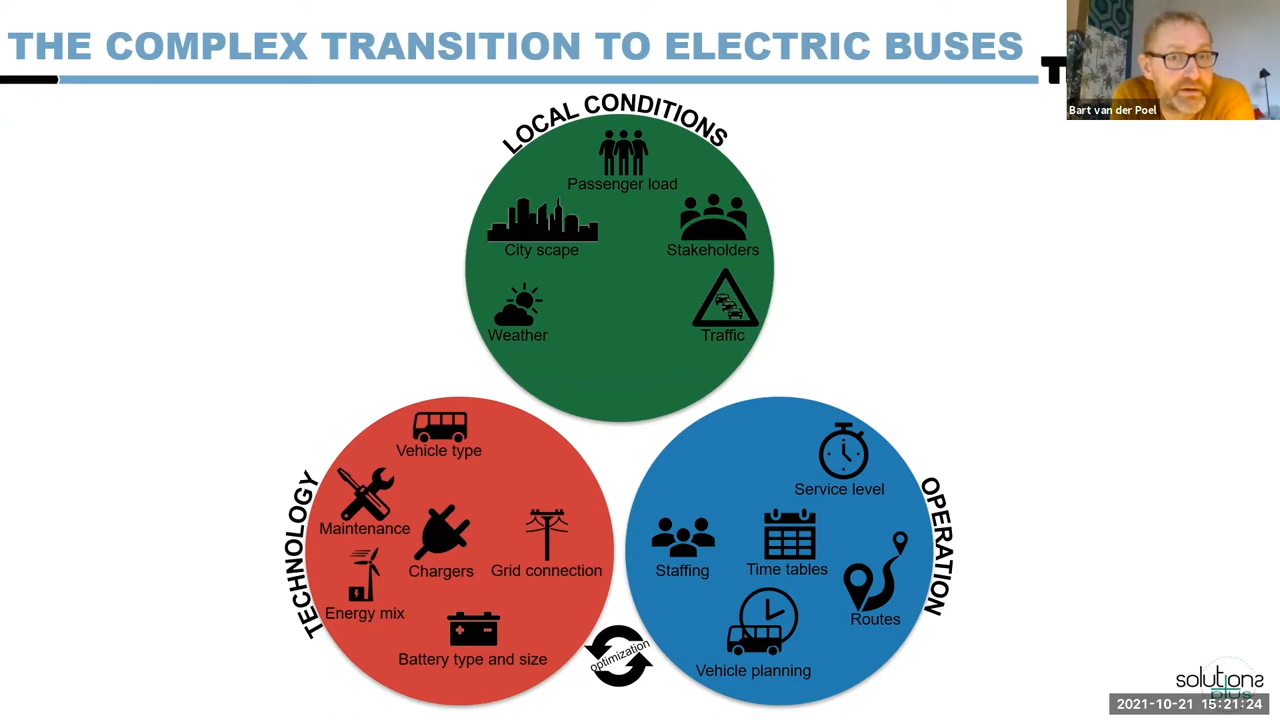 THE COMPLEX TRANSITION TO ELECTRIC BUSES
Bart van der Poel
LOCAL CONDITIONS
Passenger load
City scape
Stakeholders
Weather
Traffic
TECHNOLOGY
Vehicle type
Maintenance
Chargers
Grid connection
Energy mix
Battery type and size
optimization
OPERATION
Service level
Staffing
Time tables
Routes
Vehicle planning
solutions
plus
2021-10-21 15:21:24